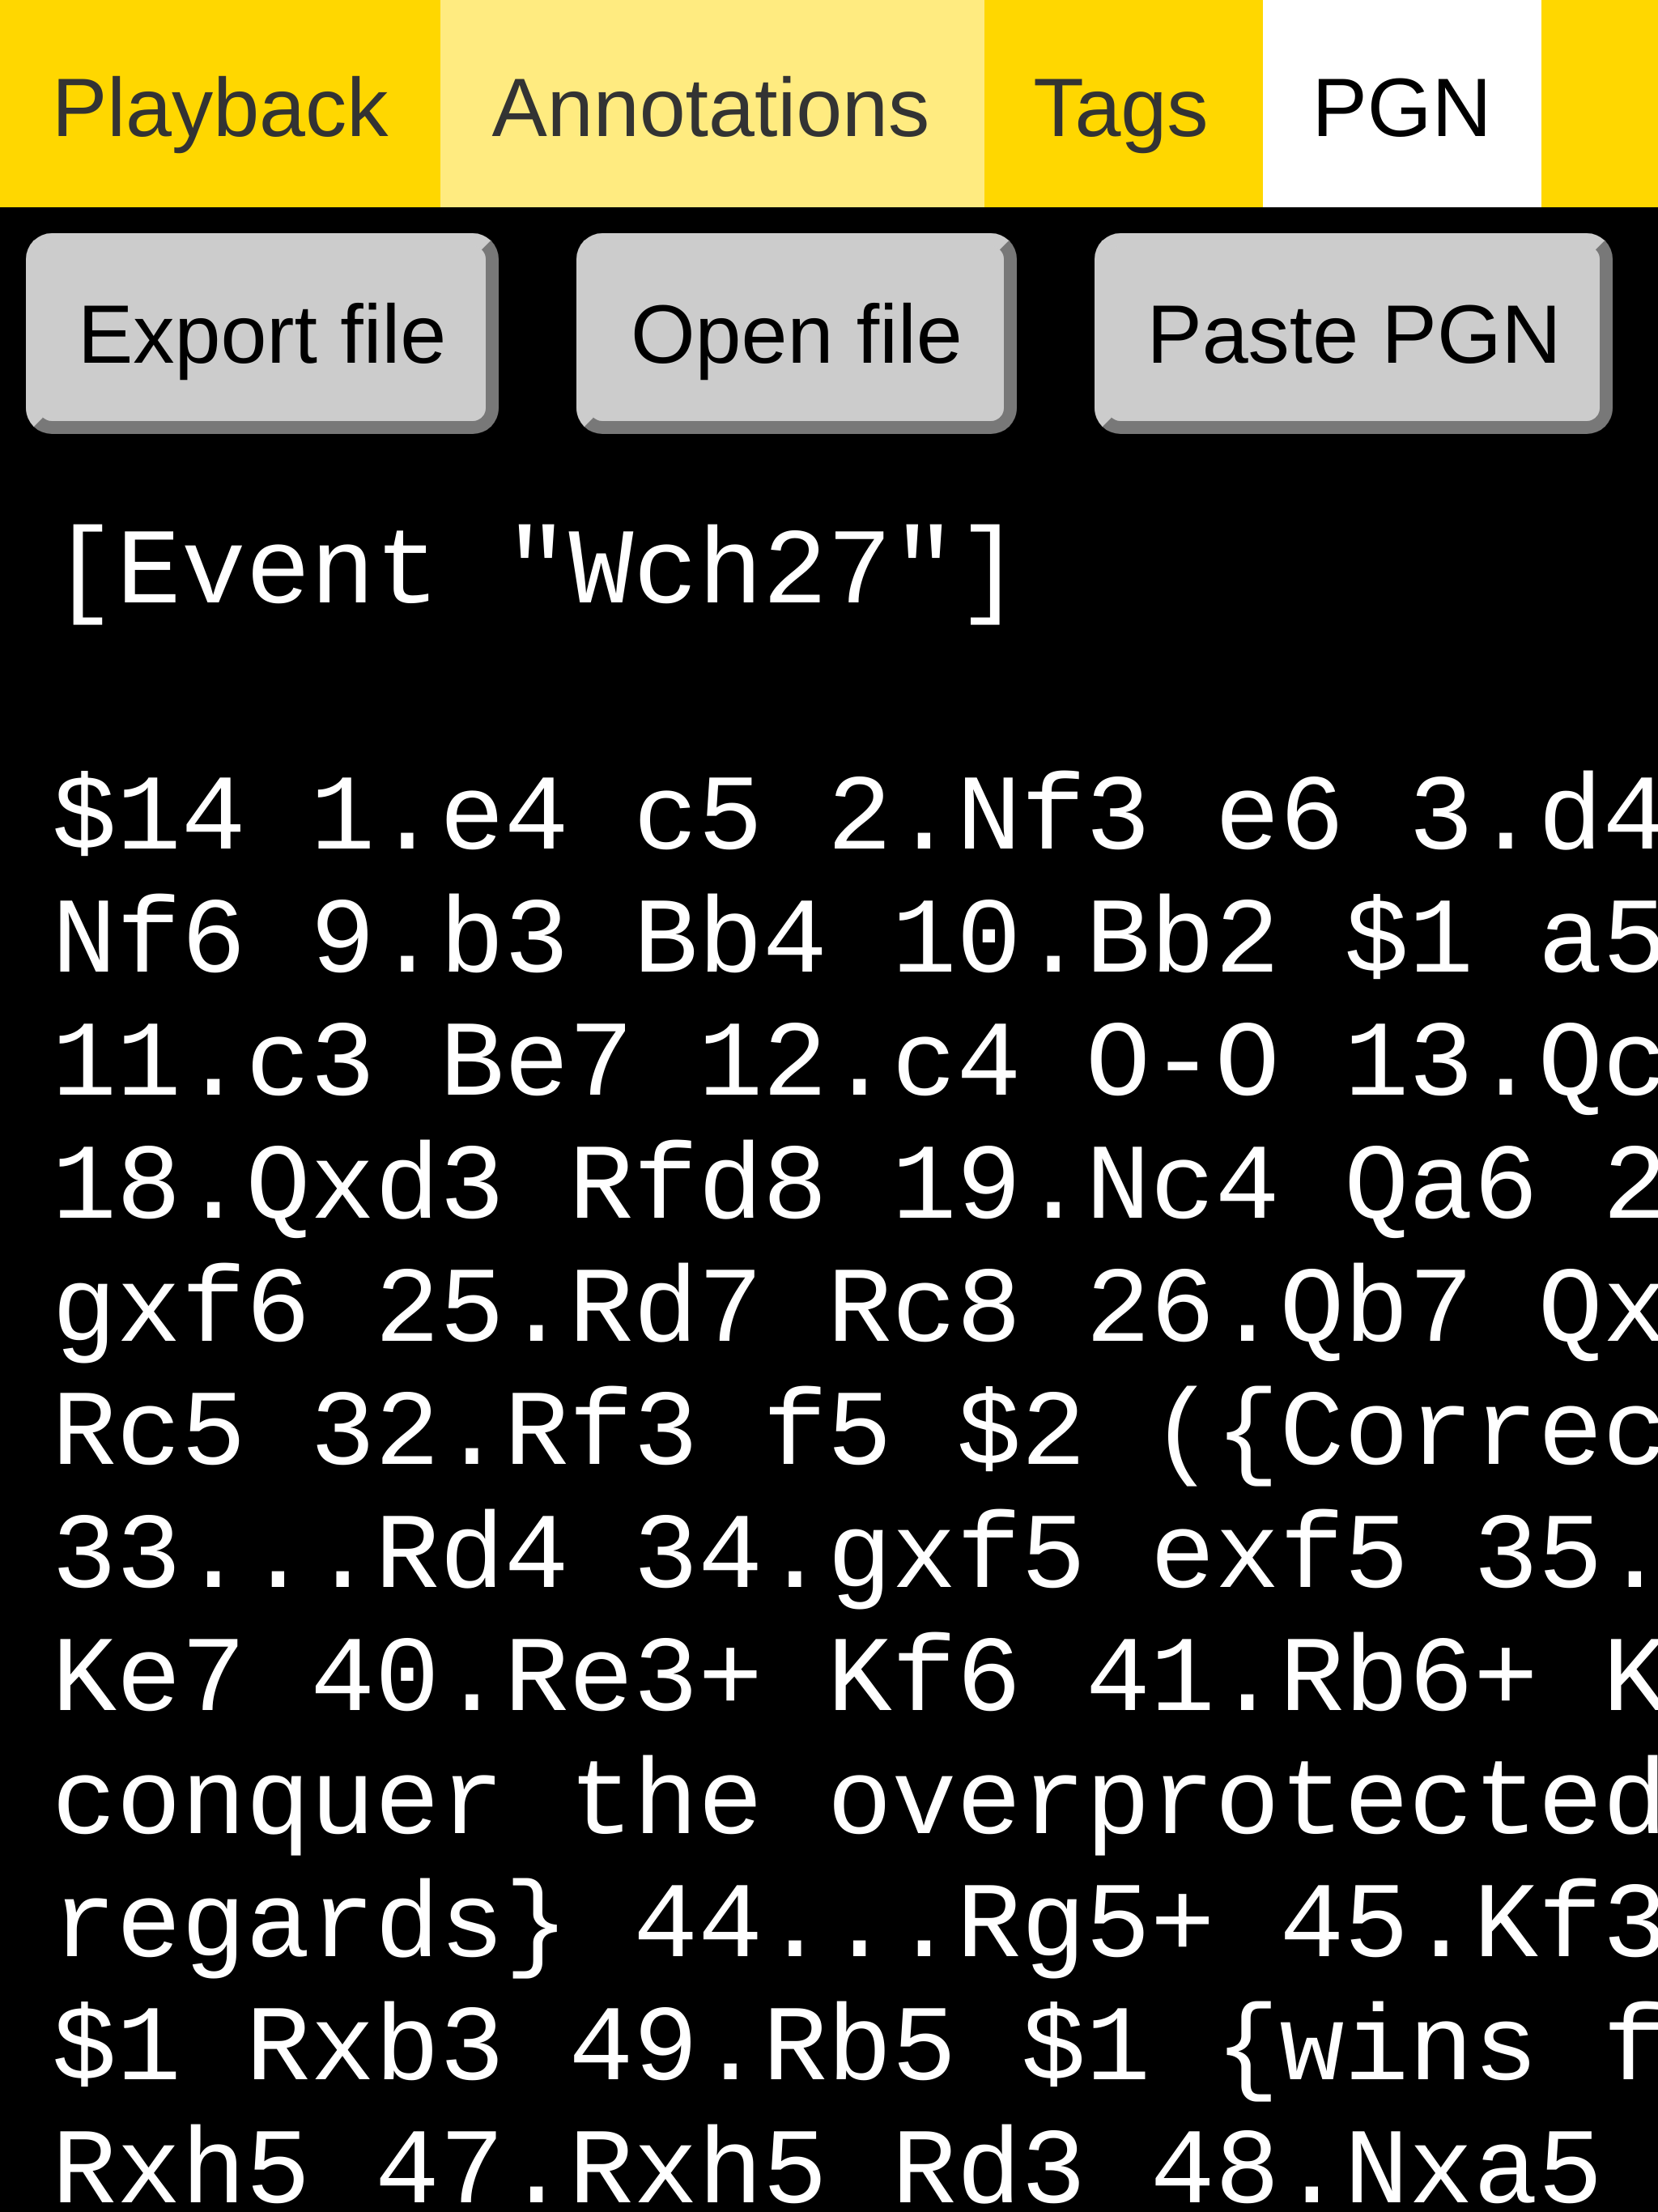 Playback Annotations Tags PGN
Export file Open file Paste PGN
[Event "Wch27"]
$14 1.e4 c5 2.Nf3 e6 3.d4
Nf6 9.b3 Bb4 10.Bb2 $1 a5
11.c3 Be7 12.c4 O-O 13.Qc
18.Qxd3 Rfd8 19.Nc4 Qa6 2
gxf6 25.Rd7 Rc8 26.Qb7 Qx
Rc5 32.Rf3 f5 $2 ({Correc
33...Rd4 34.gxf5 exf5 35.
Ke7 40.Re3+ Kf6 41.Rb6+ K
conquer the overprotected
regards} 44...Rg5+ 45.Kf3
$1 Rxb3 49.Rb5 $1 {wins f
Rxh5 47.Rxh5 Rd3 48.Nxa5